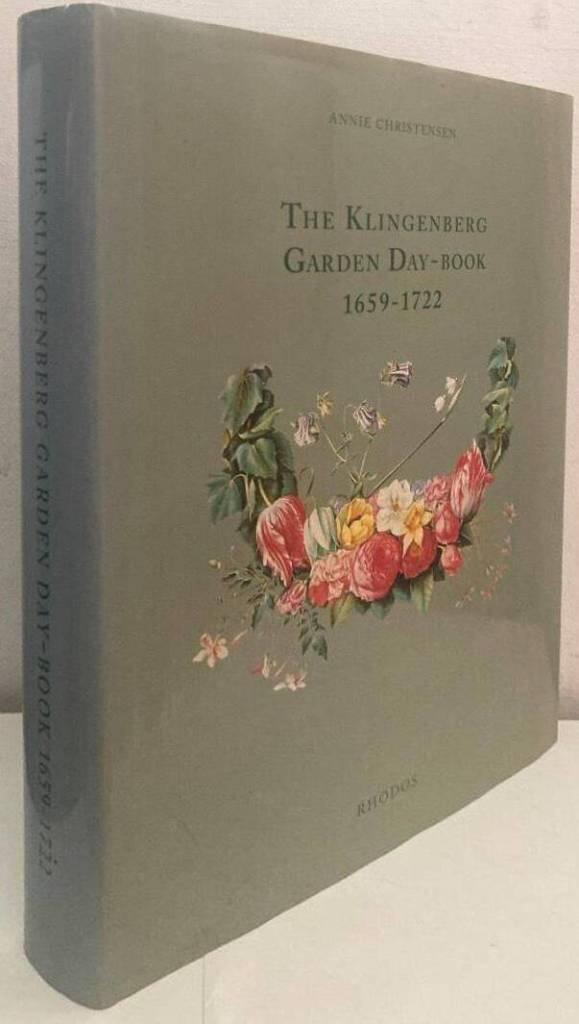 THE KLINGENBERG GARDEN DAY-BOOK 1659-1722
ANNIE CHRISTENSEN
THE KLINGENBERG
GARDEN DAY-BOOK
1659-1722
RHODOS